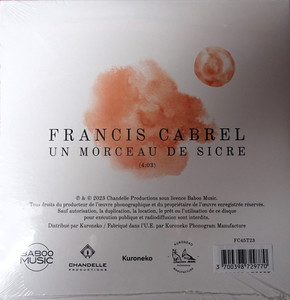 FRANCIS CABREL
UN MORCEAU DE SICRE
(4:03)
℗ & © 2023 Chandelle Productions sous licence Baboo Music.
Tous droits du producteur de l'œuvre phonographique et du propriétaire de l'œuvre enregistrée réservés.
Sauf autorisation, la duplication, la location, le prêt ou l'utilisation de ce disque
pour exécution publique et radiodiffusion sont interdits.
Distribué par Kuroneko / Fabriqué dans l'U.E. par Kuroneko Phonogram Manufacture
BABOO
MUSIC
CHANDELLE
PRODUCTIONS
Kuroneko
FC45T23
3 700398 729770